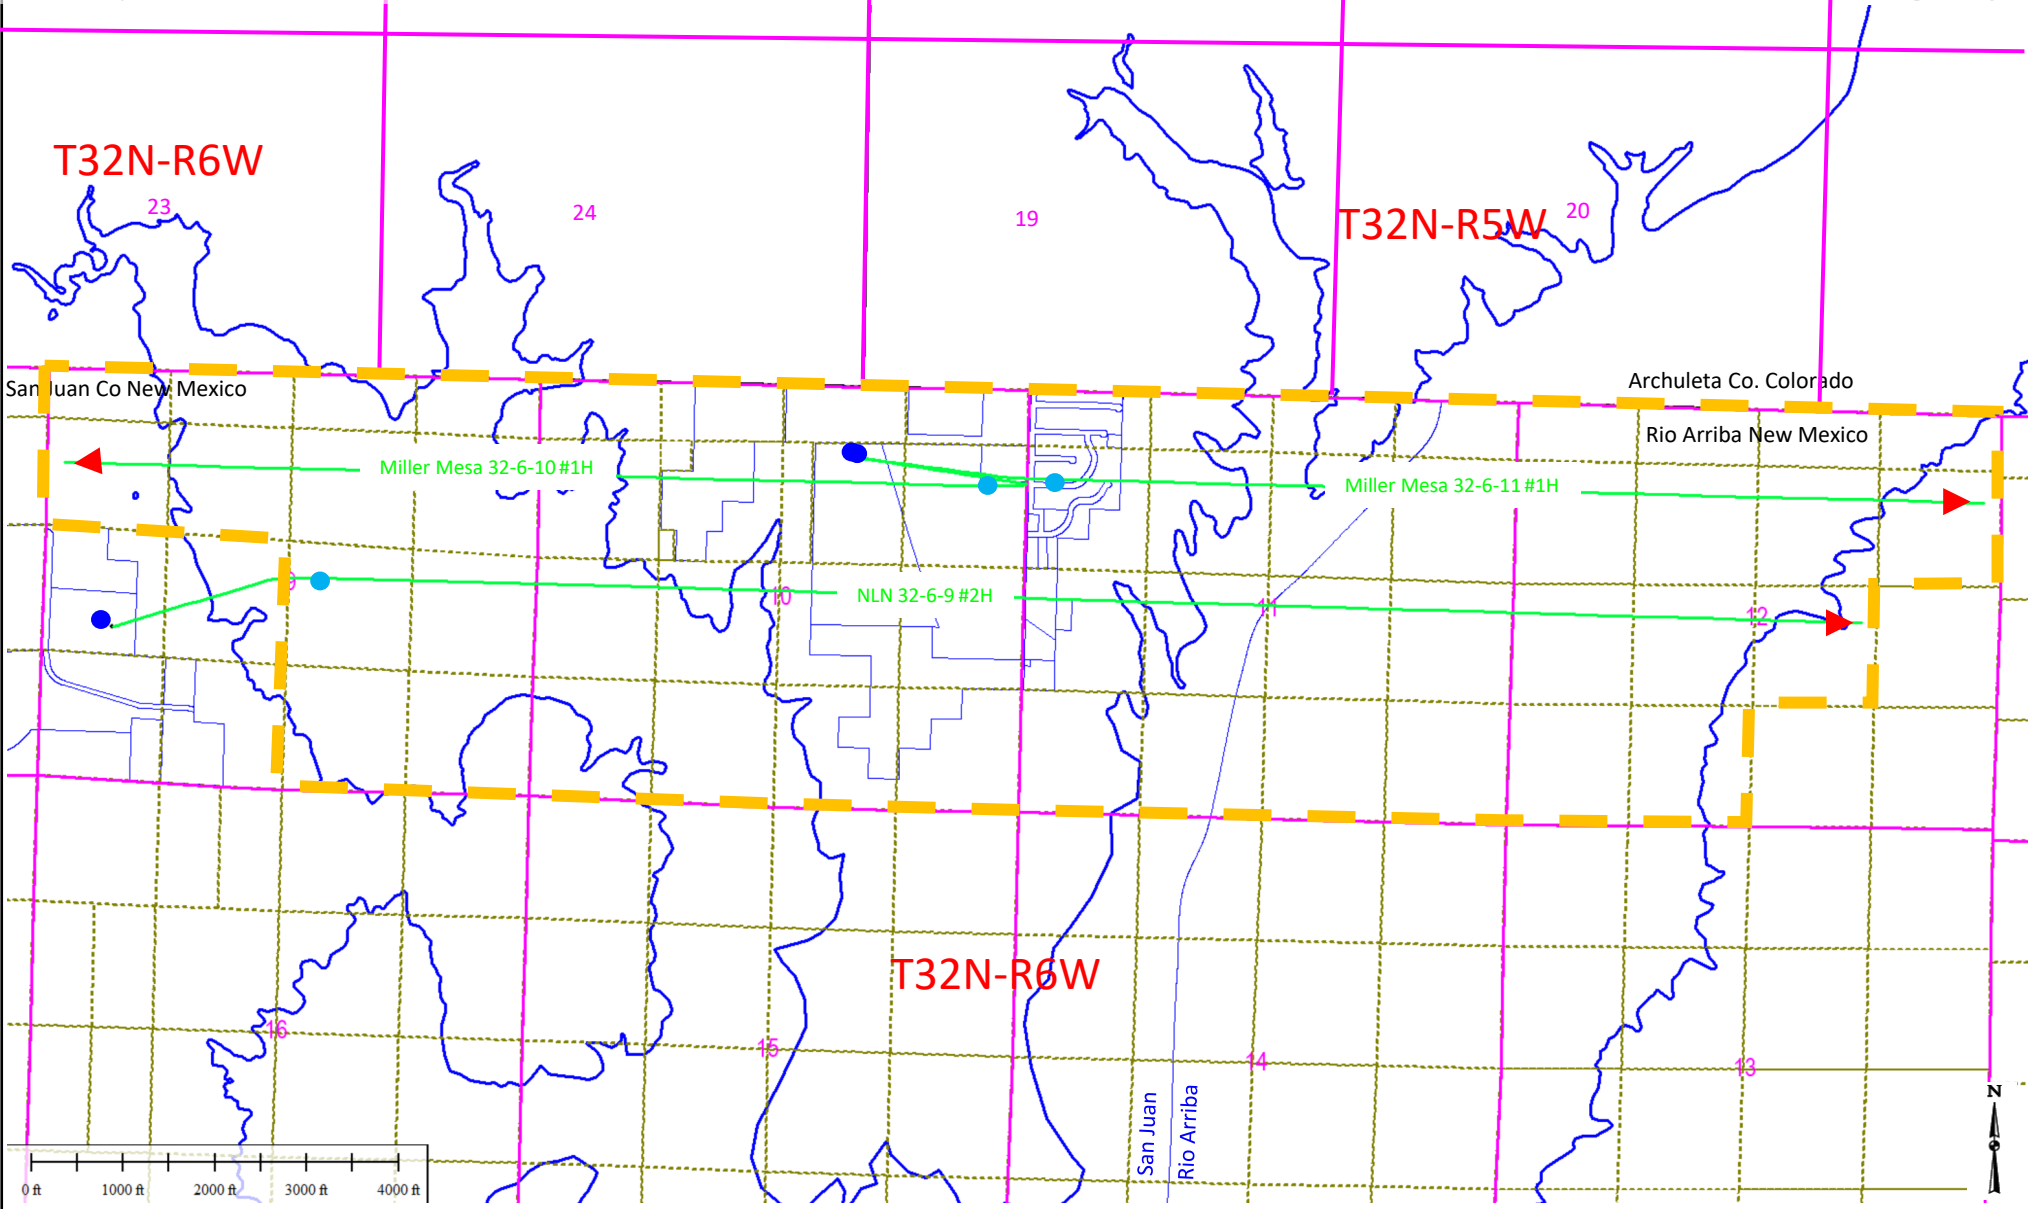 T32N-R6W
23
24
19
T32N-R5W
20
San Juan Co New Mexico
Archuleta Co. Colorado
Rio Arriba New Mexico
Miller Mesa 32-6-10 #1H
Miller Mesa 32-6-11 #1H
9
10
NLN 32-6-9 #2H
11
12
T32N-R6W
16
15
14
13
San Juan
Rio Arriba
N
0 ft
1000 ft
2000 ft
3000 ft
4000 ft